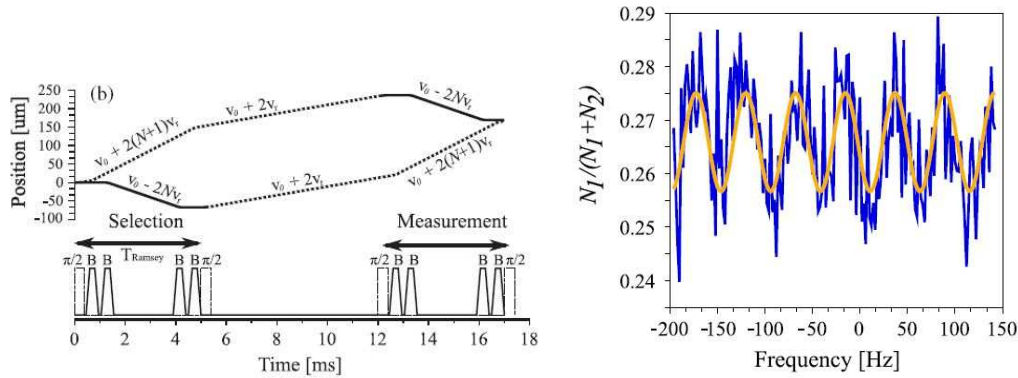 (b)
Position [um]
250
200
150
100
50
0
-50
-100
v₀ + 2(N+1)vᵣ
v₀ + 2vᵣ
v₀ - 2Nvᵣ
v₀ - 2Nvᵣ
v₀ + 2vᵣ
v₀ + 2(N+1)vᵣ
Selection
Measurement
T_Ramsey
π/2 B B B B π/2 π/2 B B B B π/2
0 2 4 6 8 10 12 14 16 18
Time [ms]
N₁/(N₁+N₂)
0.29
0.28
0.27
0.26
0.25
0.24
-200 -150 -100 -50 0 50 100 150
Frequency [Hz]